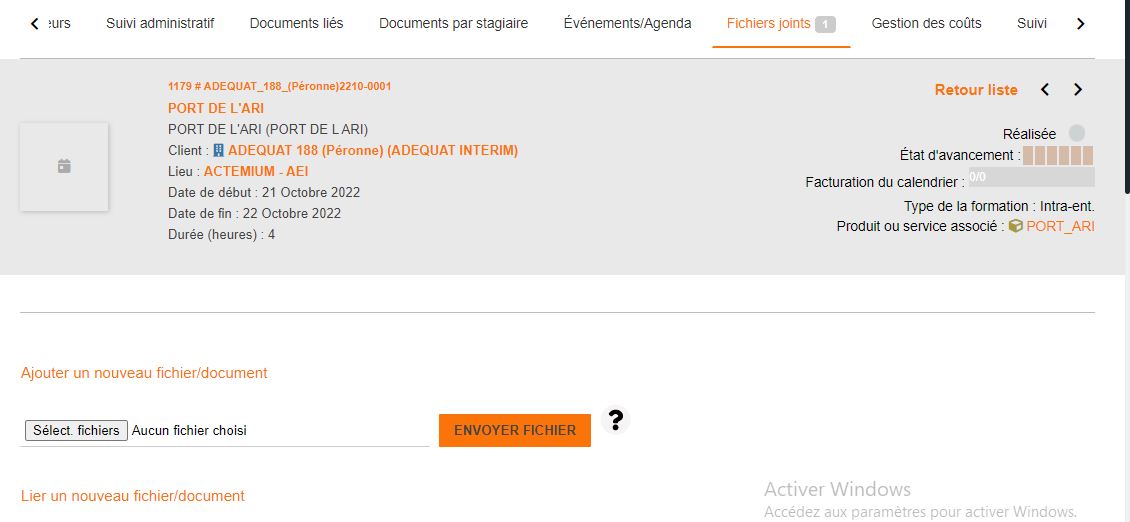 eurs Suivi administratif Documents liés Documents par stagiaire Événements/Agenda Fichiers joints 1 Gestion des coûts Suivi
1179 # ADEQUAT_188_(Péronne)2210-0001
PORT DE L'ARI
PORT DE L'ARI (PORT DE L ARI)
Client : ADEQUAT 188 (Péronne) (ADEQUAT INTERIM)
Lieu : ACTEMIUM - AEI
Date de début : 21 Octobre 2022
Date de fin : 22 Octobre 2022
Durée (heures) : 4
Retour liste
Réalisée
État d'avancement :
Facturation du calendrier : 0/0
Type de la formation : Intra-ent.
Produit ou service associé : PORT_ARI
Ajouter un nouveau fichier/document
Sélect. fichiers Aucun fichier choisi ENVOYER FICHIER ?
Lier un nouveau fichier/document
Activer Windows
Accédez aux paramètres pour activer Windows.